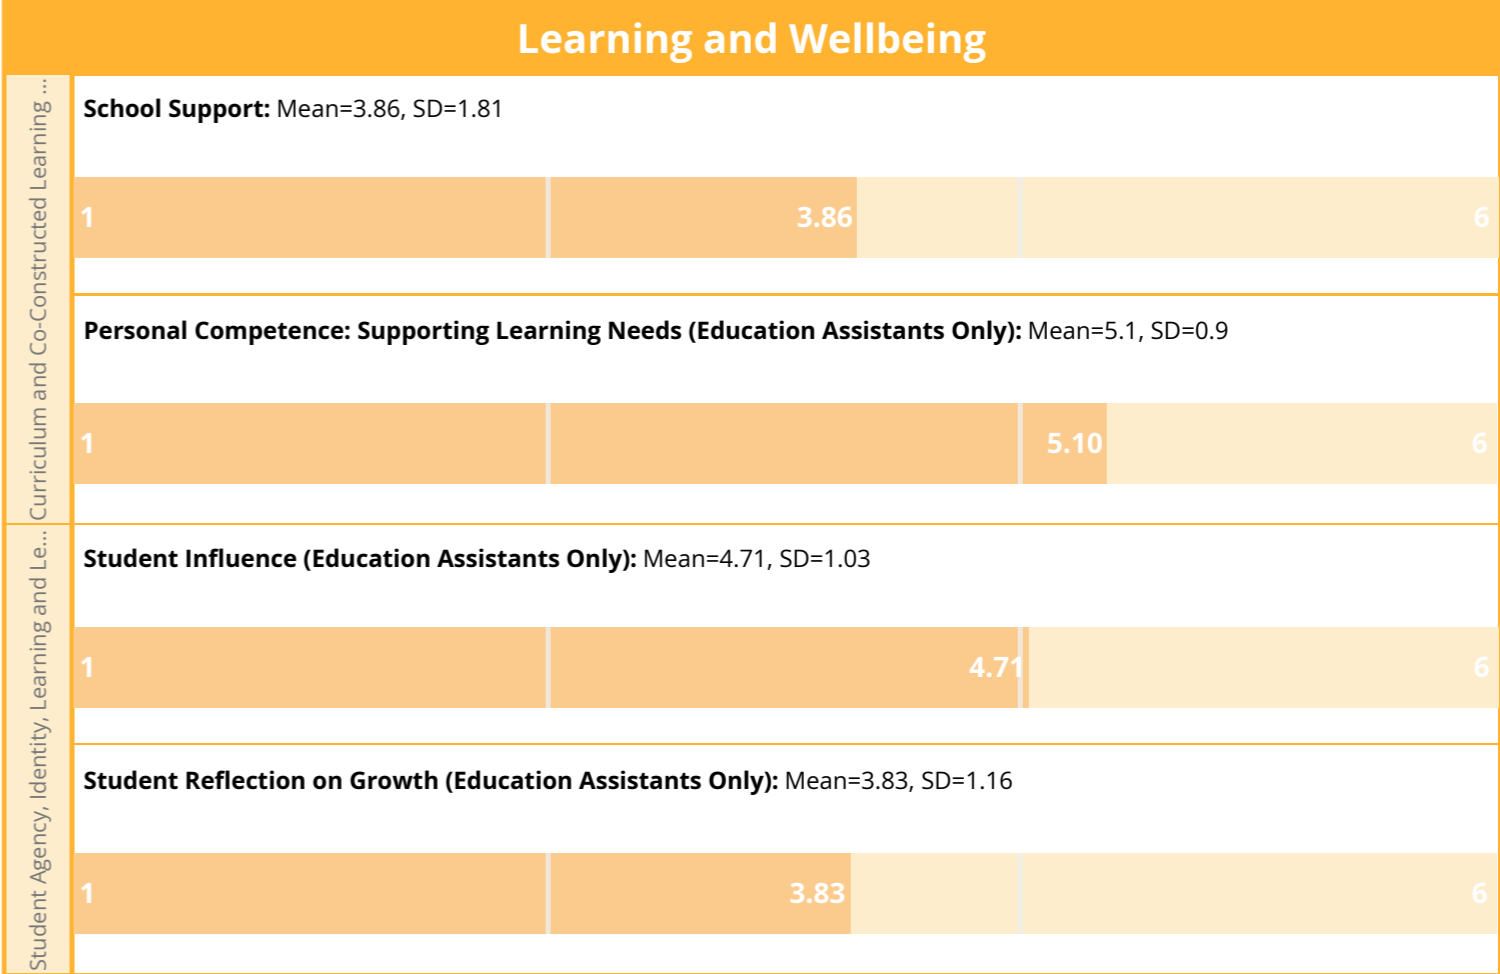 Learning and Wellbeing
Curriculum and Co-Constructed Learning ...
School Support: Mean=3.86, SD=1.81
1 3.86 6
Personal Competence: Supporting Learning Needs (Education Assistants Only): Mean=5.1, SD=0.9
1 5.10 6
Student Agency, Identity, Learning and Le...
Student Influence (Education Assistants Only): Mean=4.71, SD=1.03
1 4.71 6
Student Reflection on Growth (Education Assistants Only): Mean=3.83, SD=1.16
1 3.83 6